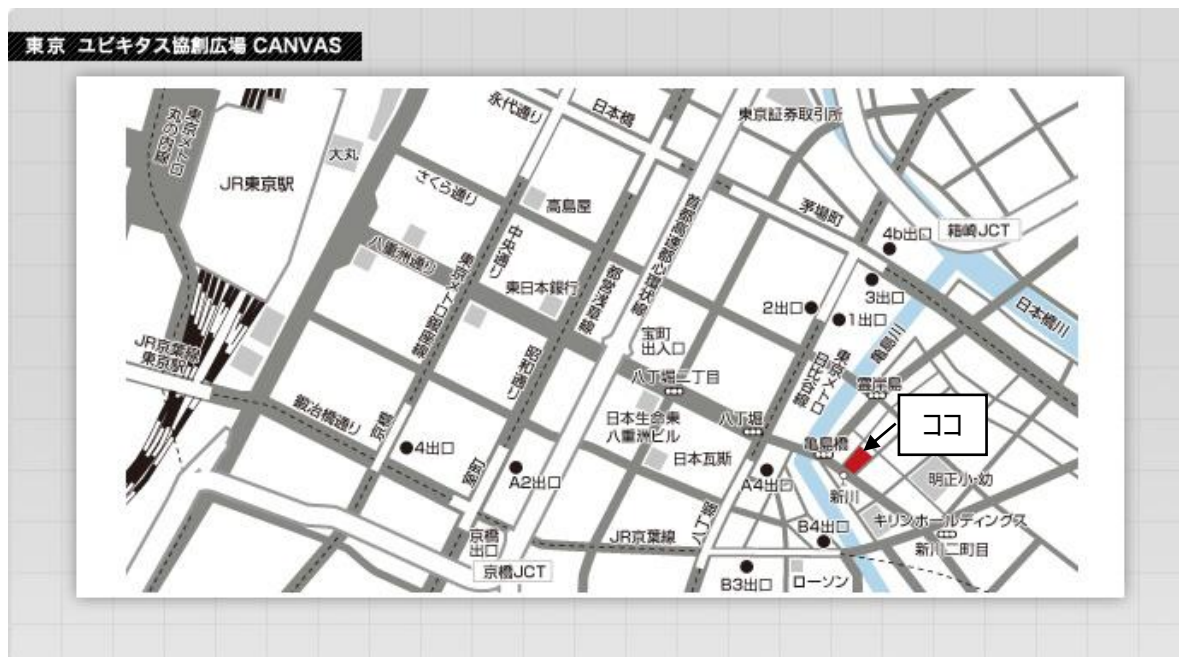 東京 ユビキタス協創広場 CANVAS
永代通り
日本橋
東京証券取引所
東京メトロ
丸の内線
大丸
JR東京駅
さくら通り
高島屋
首都高速都心環状線
茅場町
4b出口
箱崎JCT
八重洲通り
中央通り
東京メトロ銀座線
東日本銀行
都営浅草線
3出口
2出口
1出口
日本橋川
亀島川
宝町
出入口
JR京葉線
東京駅
昭和通り
八丁堀二丁目
東京メトロ
日比谷線
霊岸島
鍛冶橋通り
京橋
日本生命東
八重洲ビル
八丁堀
亀島橋
ココ
4出口
宝町
A2出口
日本瓦斯
A4出口
新川
明正小・幼
京橋
出口
JR京葉線
八丁堀
B4出口
キリンホールディングス
新川二町目
京橋JCT
B3出口
ローソン